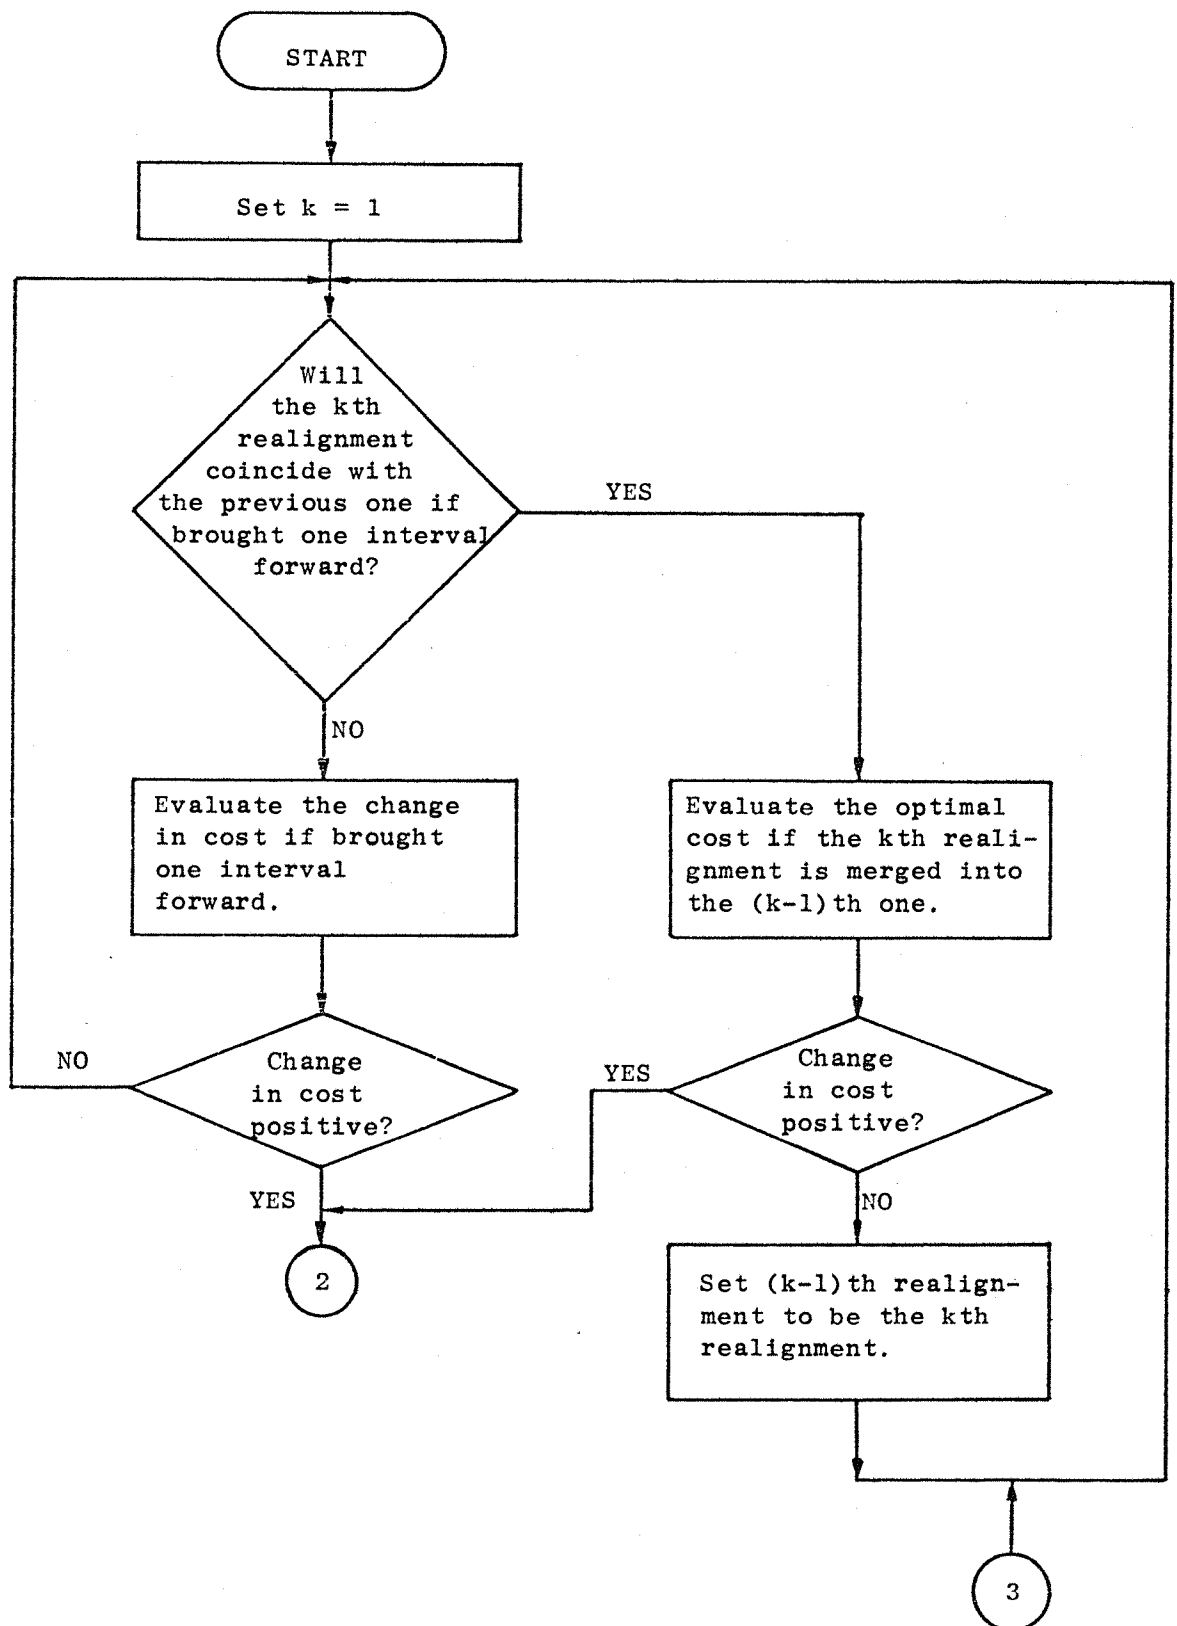 START
Set k = 1
Will
the kth
realignment
coincide with
the previous one if
brought one interval
forward?
YES
NO
Evaluate the change
in cost if brought
one interval
forward.
Evaluate the optimal
cost if the kth reali-
gnment is merged into
the (k-1)th one.
NO
Change
in cost
positive?
YES
YES
Change
in cost
positive?
NO
2
Set (k-1)th realign-
ment to be the kth
realignment.
3